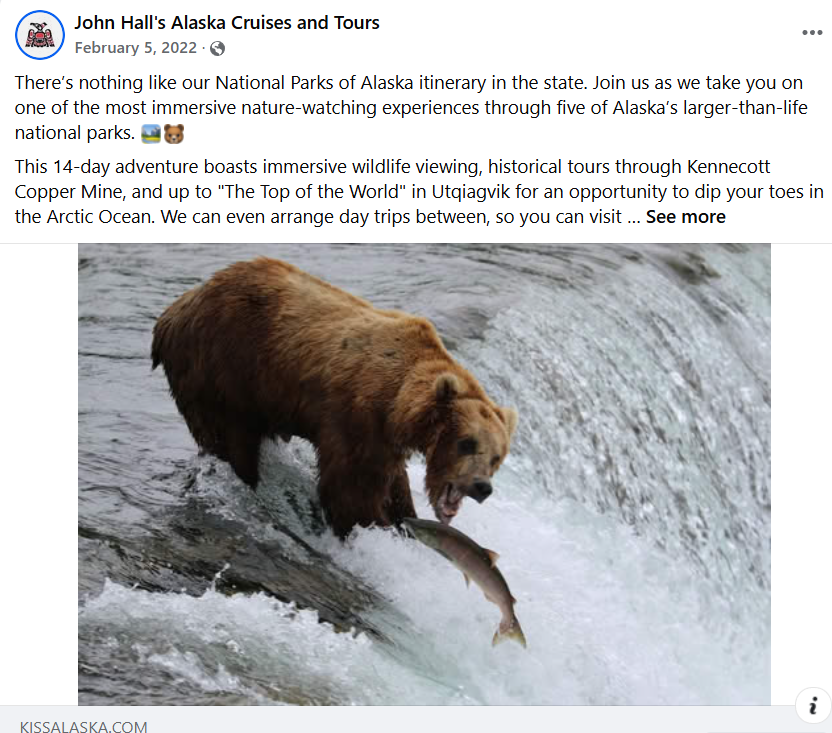 John Hall's Alaska Cruises and Tours
February 5, 2022 ·
There’s nothing like our National Parks of Alaska itinerary in the state. Join us as we take you on
one of the most immersive nature-watching experiences through five of Alaska’s larger-than-life
national parks. 🏞️🐻
This 14-day adventure boasts immersive wildlife viewing, historical tours through Kennecott
Copper Mine, and up to "The Top of the World" in Utqiagvik for an opportunity to dip your toes in
the Arctic Ocean. We can even arrange day trips between, so you can visit ... See more
KISSALASKA.COM